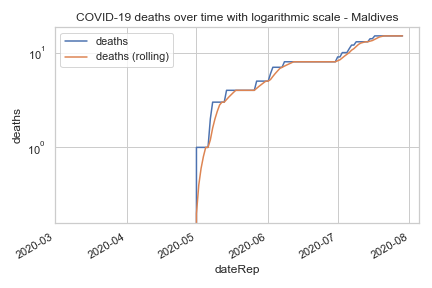 COVID-19 deaths over time with logarithmic scale - Maldives
deaths
deaths (rolling)
10¹
10⁰
deaths
2020-03
2020-04
2020-05
2020-06
2020-07
2020-08
dateRep